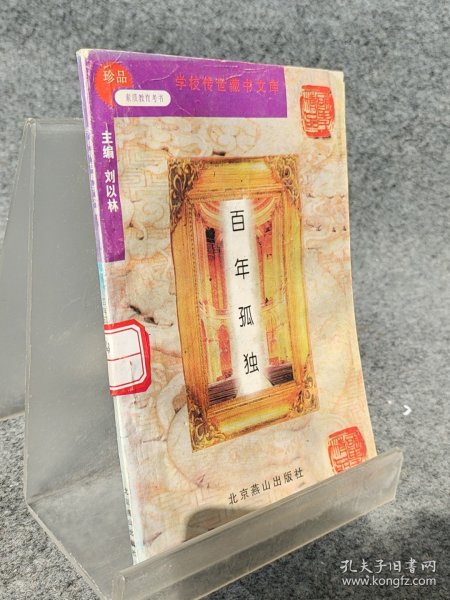 珍品
素质教育考书
学校传世藏书文库
主编 刘以林
百年孤独
北京燕山出版社
孔夫子旧书网
www.kongfz.com